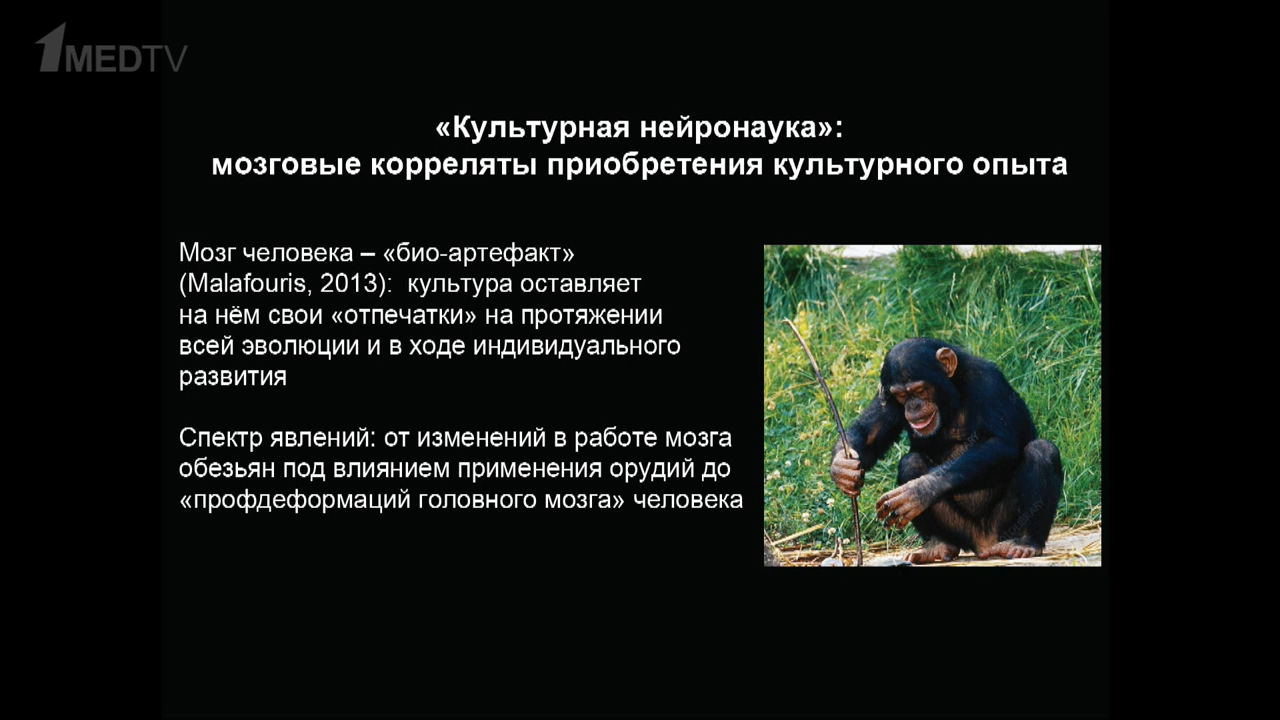 1MEDTV
«Культурная нейронаука»:
мозговые корреляты приобретения культурного опыта
Мозг человека – «био-артефакт»
(Malafouris, 2013): культура оставляет
на нём свои «отпечатки» на протяжении
всей эволюции и в ходе индивидуального
развития
Спектр явлений: от изменений в работе мозга
обезьян под влиянием применения орудий до
«профдеформаций головного мозга» человека